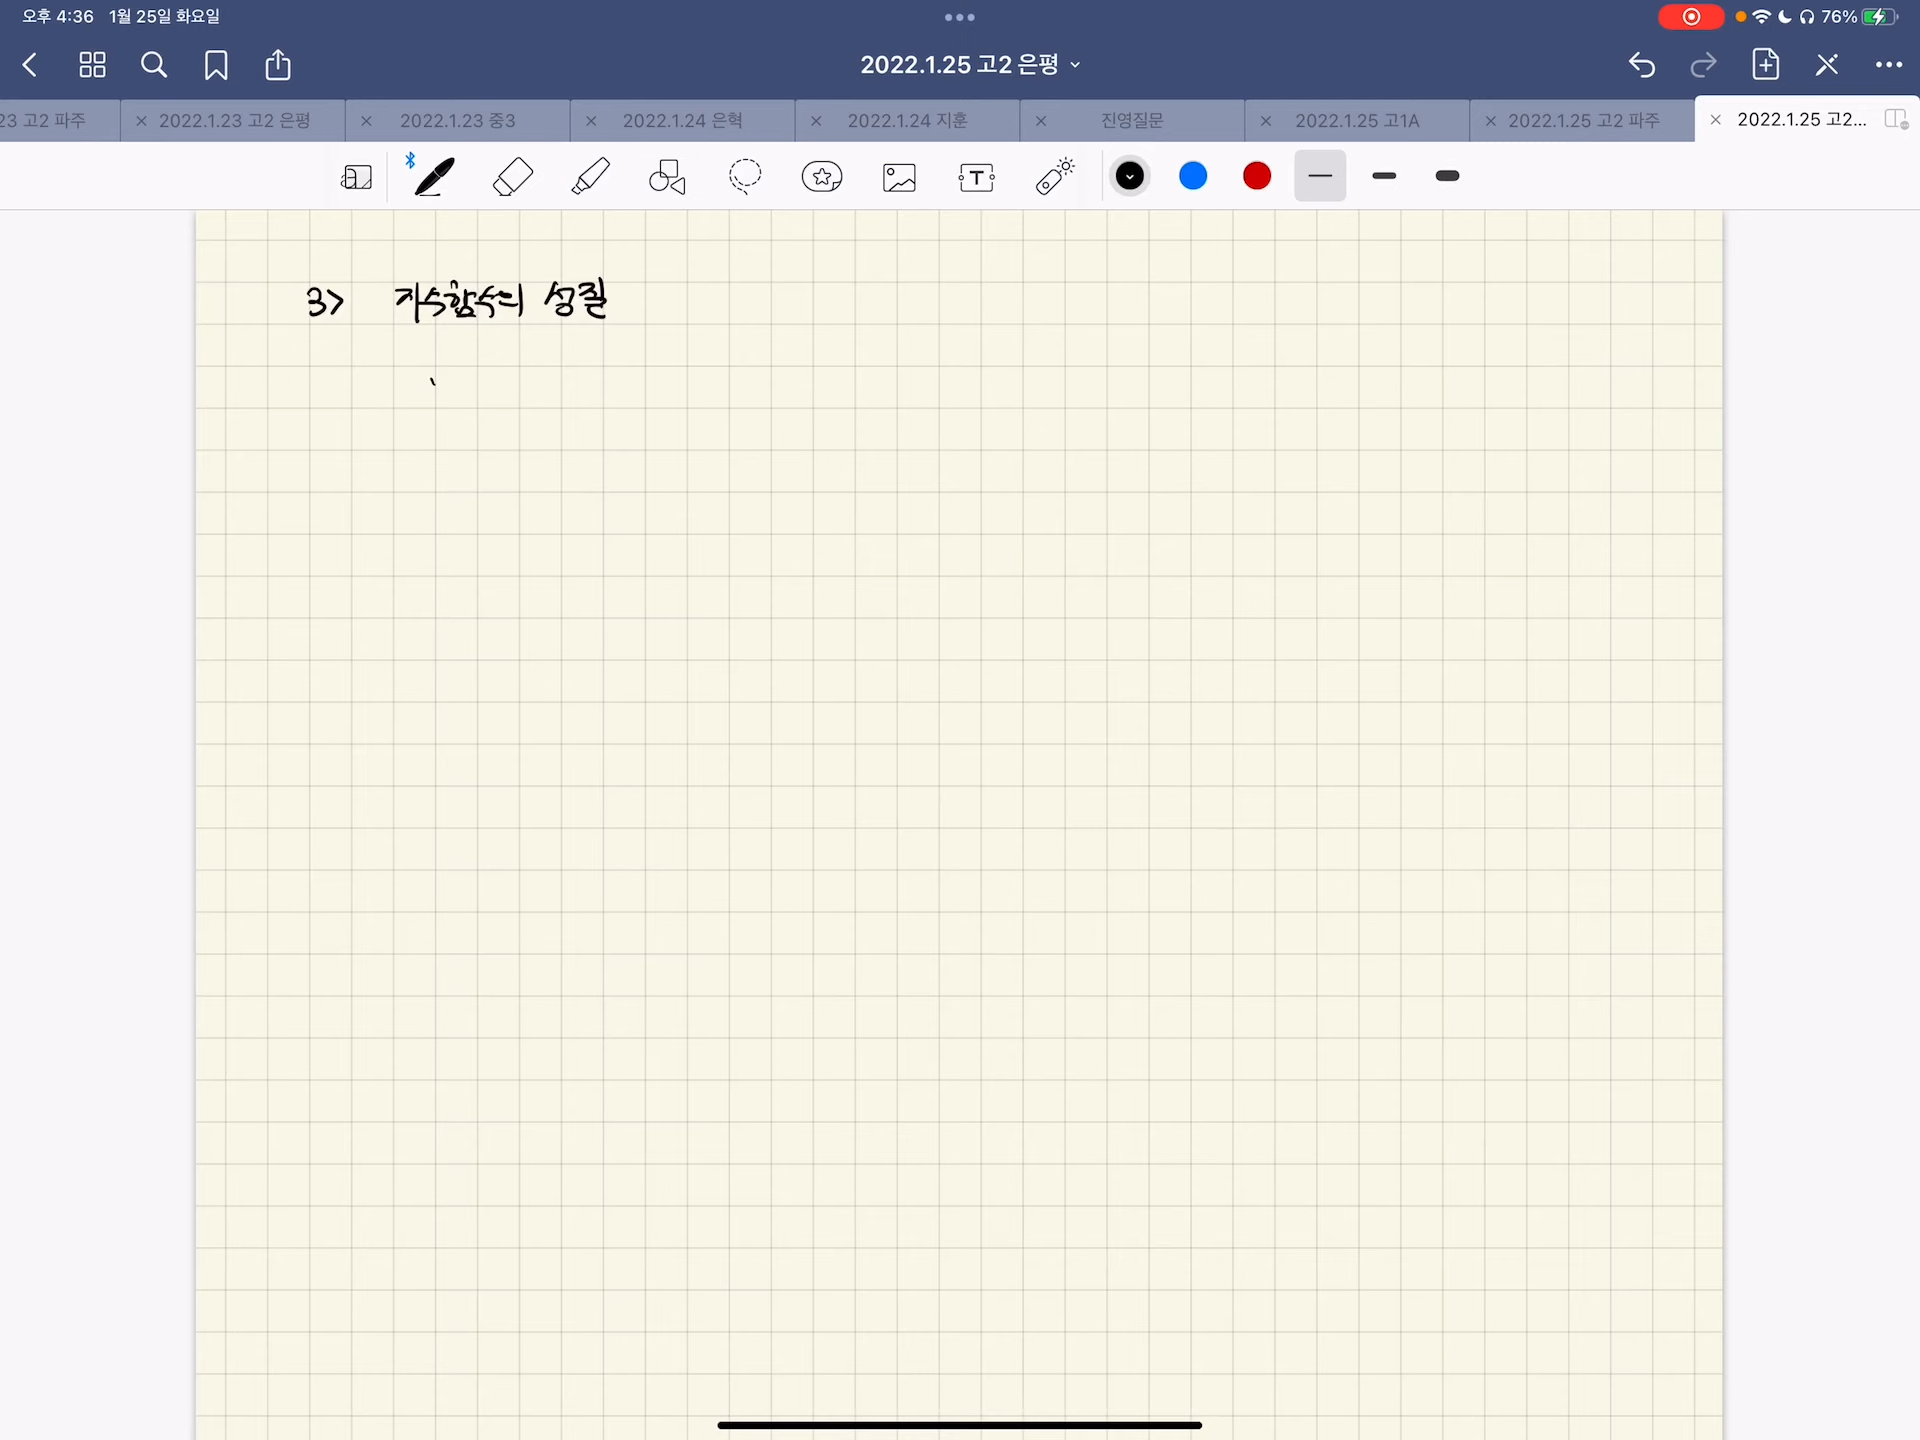 오후 4:36 1월 25일 화요일
76%
2022.1.25 고2 은평
23 고2 파주
2022.1.23 고2 은평
2022.1.23 중3
2022.1.24 은혁
2022.1.24 지훈
진영질문
2022.1.25 고1A
2022.1.25 고2 파주
2022.1.25 고2...
3> 지수함수의 성질